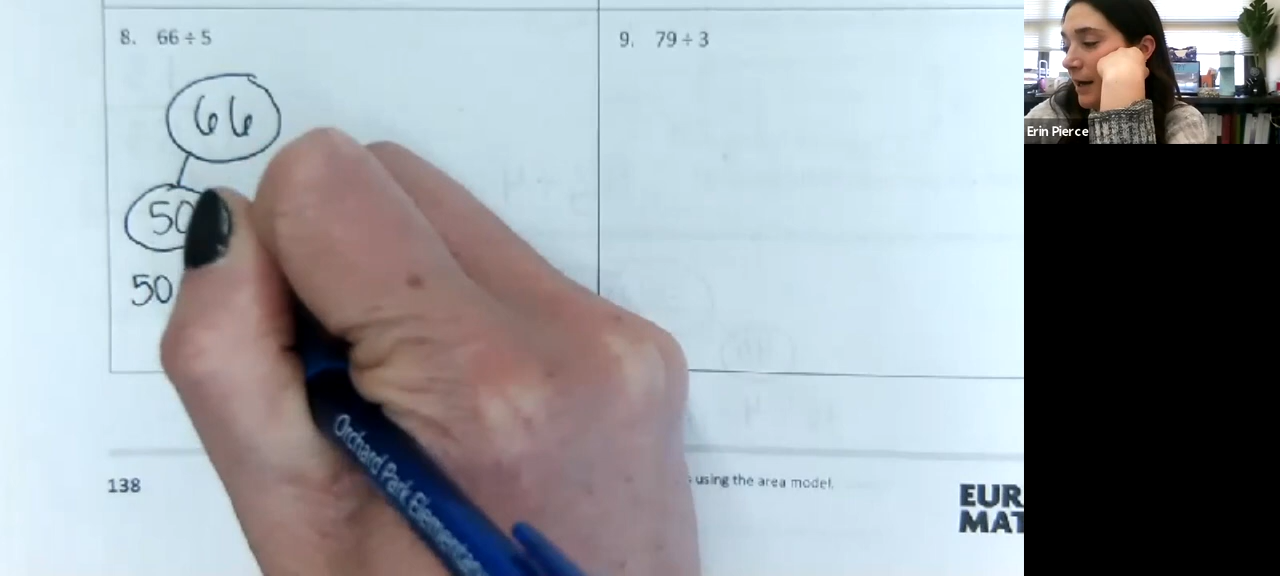 8. 66 ÷ 5
9. 79 ÷ 3
66
50
50
Erin Pierce
Orchard Park Elementary
138
using the area model.
EUR
MAT